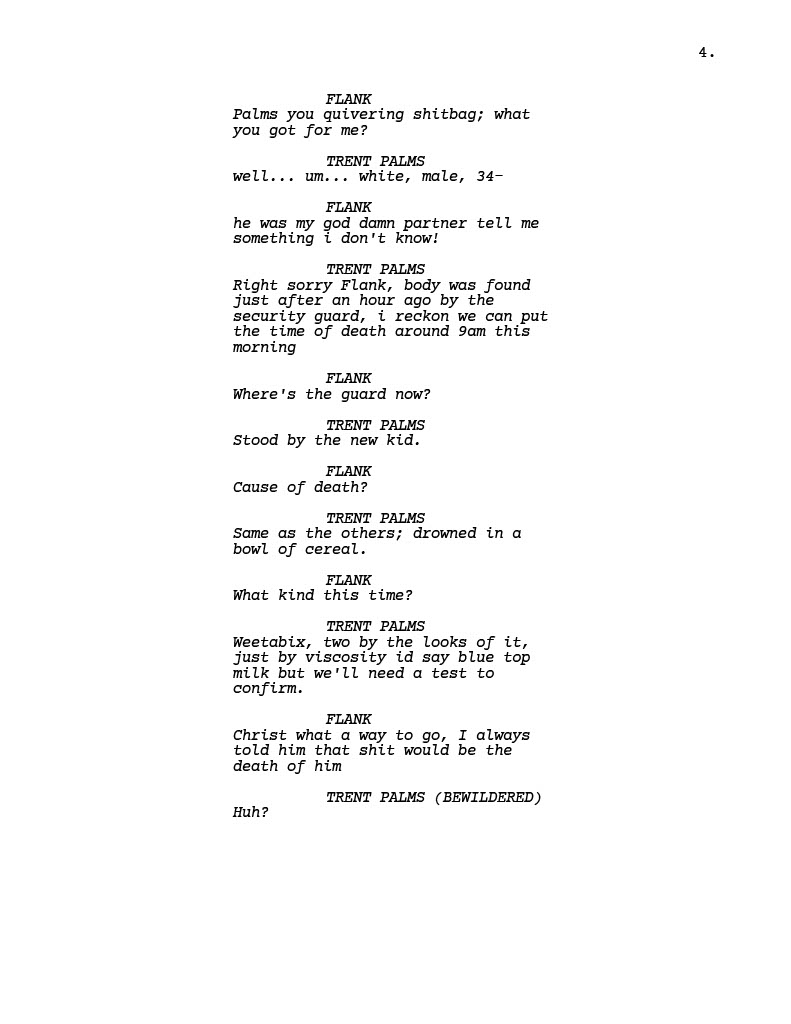 4.
FLANK
Palms you quivering shitbag; what
you got for me?
TRENT PALMS
well... um... white, male, 34-
FLANK
he was my god damn partner tell me
something i don't know!
TRENT PALMS
Right sorry Flank, body was found
just after an hour ago by the
security guard, i reckon we can put
the time of death around 9am this
morning
FLANK
Where's the guard now?
TRENT PALMS
Stood by the new kid.
FLANK
Cause of death?
TRENT PALMS
Same as the others; drowned in a
bowl of cereal.
FLANK
What kind this time?
TRENT PALMS
Weetabix, two by the looks of it,
just by viscosity id say blue top
milk but we'll need a test to
confirm.
FLANK
Christ what a way to go, I always
told him that shit would be the
death of him
TRENT PALMS (BEWILDERED)
Huh?